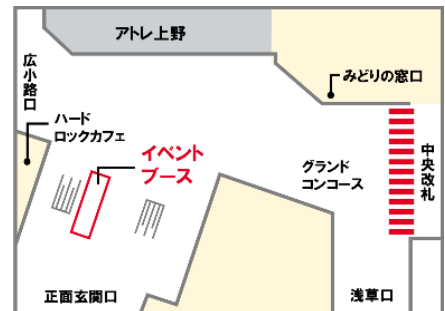 アトレ上野
広小路口
みどりの窓口
ハード
ロックカフェ
イベント
ブース
グランド
コンコース
中央改札
正面玄関口
浅草口